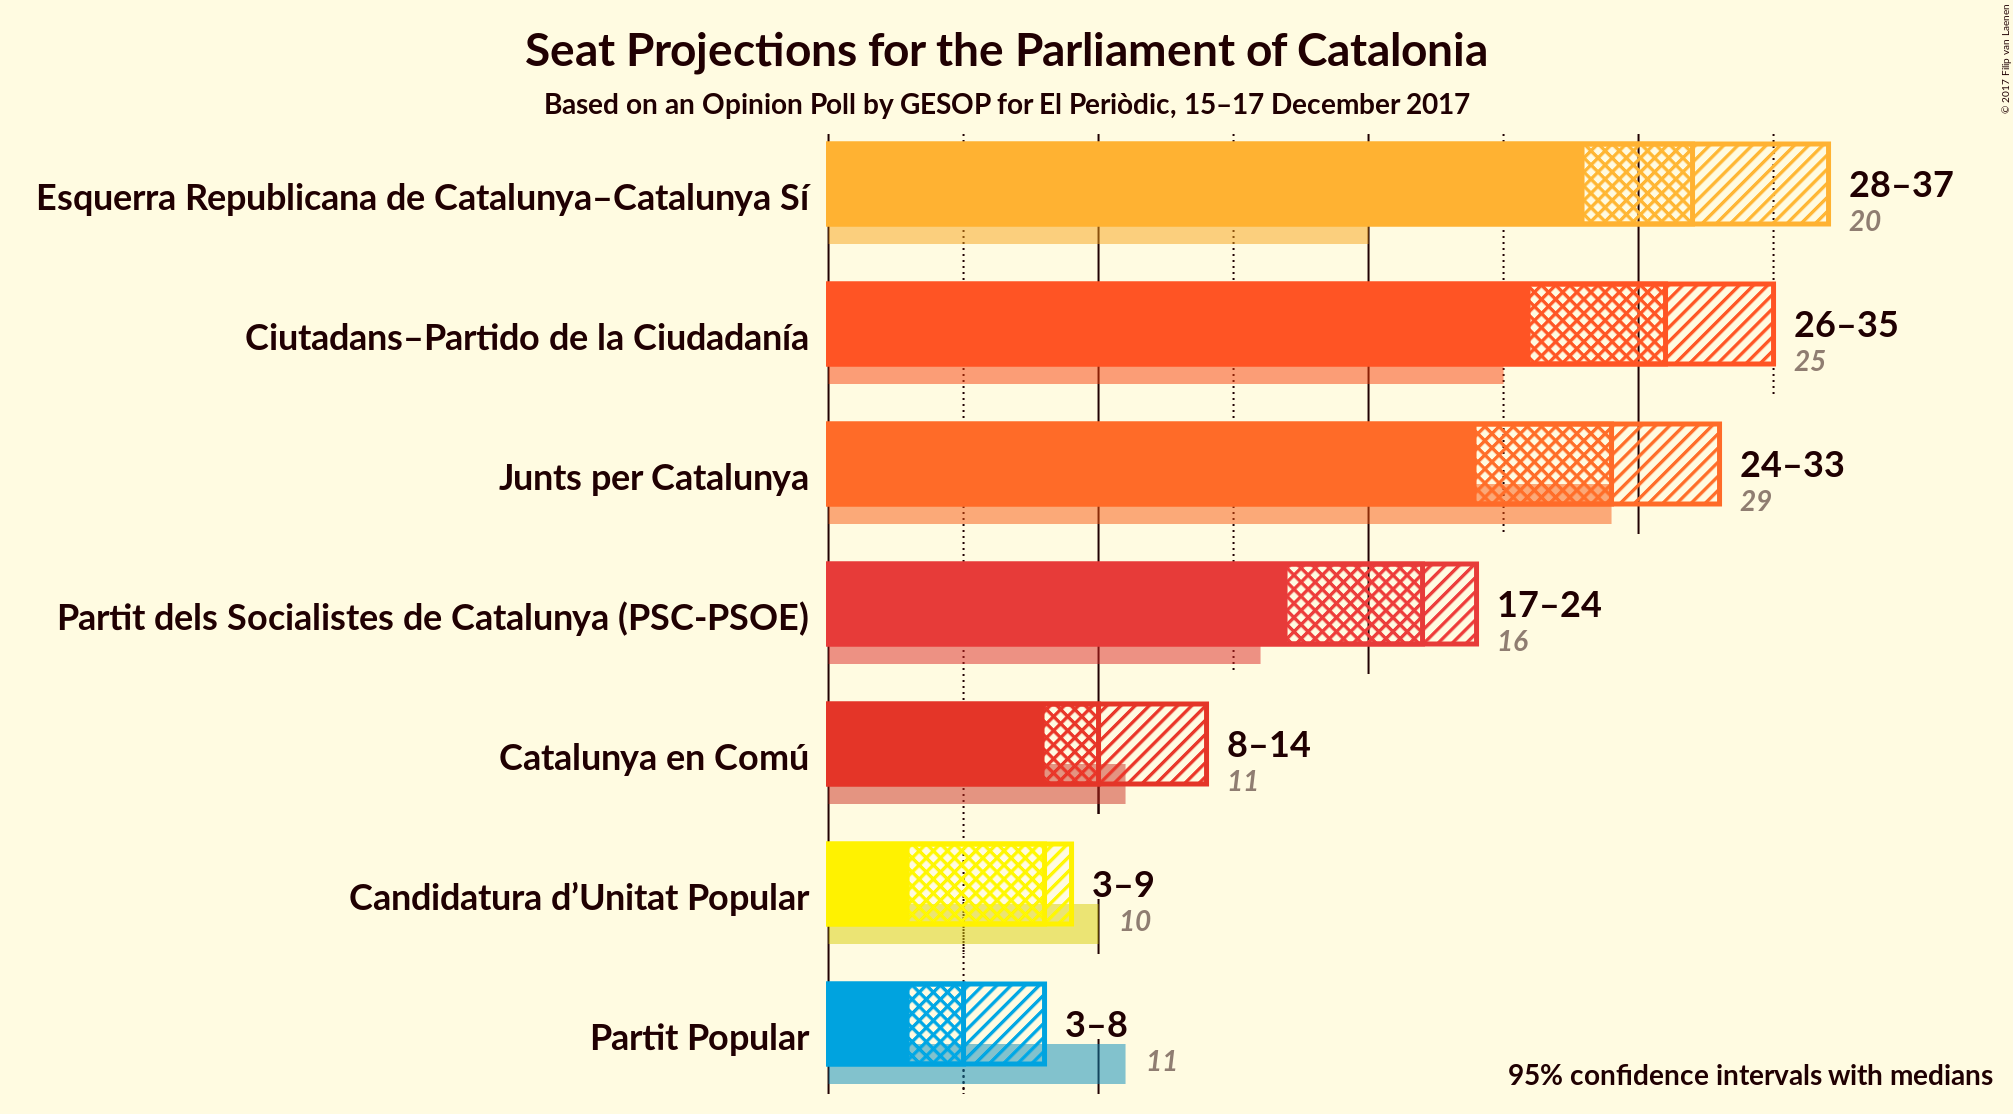 Seat Projections for the Parliament of Catalonia
Based on an Opinion Poll by GESOP for El Periòdic, 15–17 December 2017
© 2017 Filip van Laenen
Esquerra Republicana de Catalunya–Catalunya Sí
28–37
20
Ciutadans–Partido de la Ciudadanía
26–35
25
Junts per Catalunya
24–33
29
Partit dels Socialistes de Catalunya (PSC-PSOE)
17–24
16
Catalunya en Comú
8–14
11
Candidatura d’Unitat Popular
3–9
10
Partit Popular
3–8
11
95% confidence intervals with medians